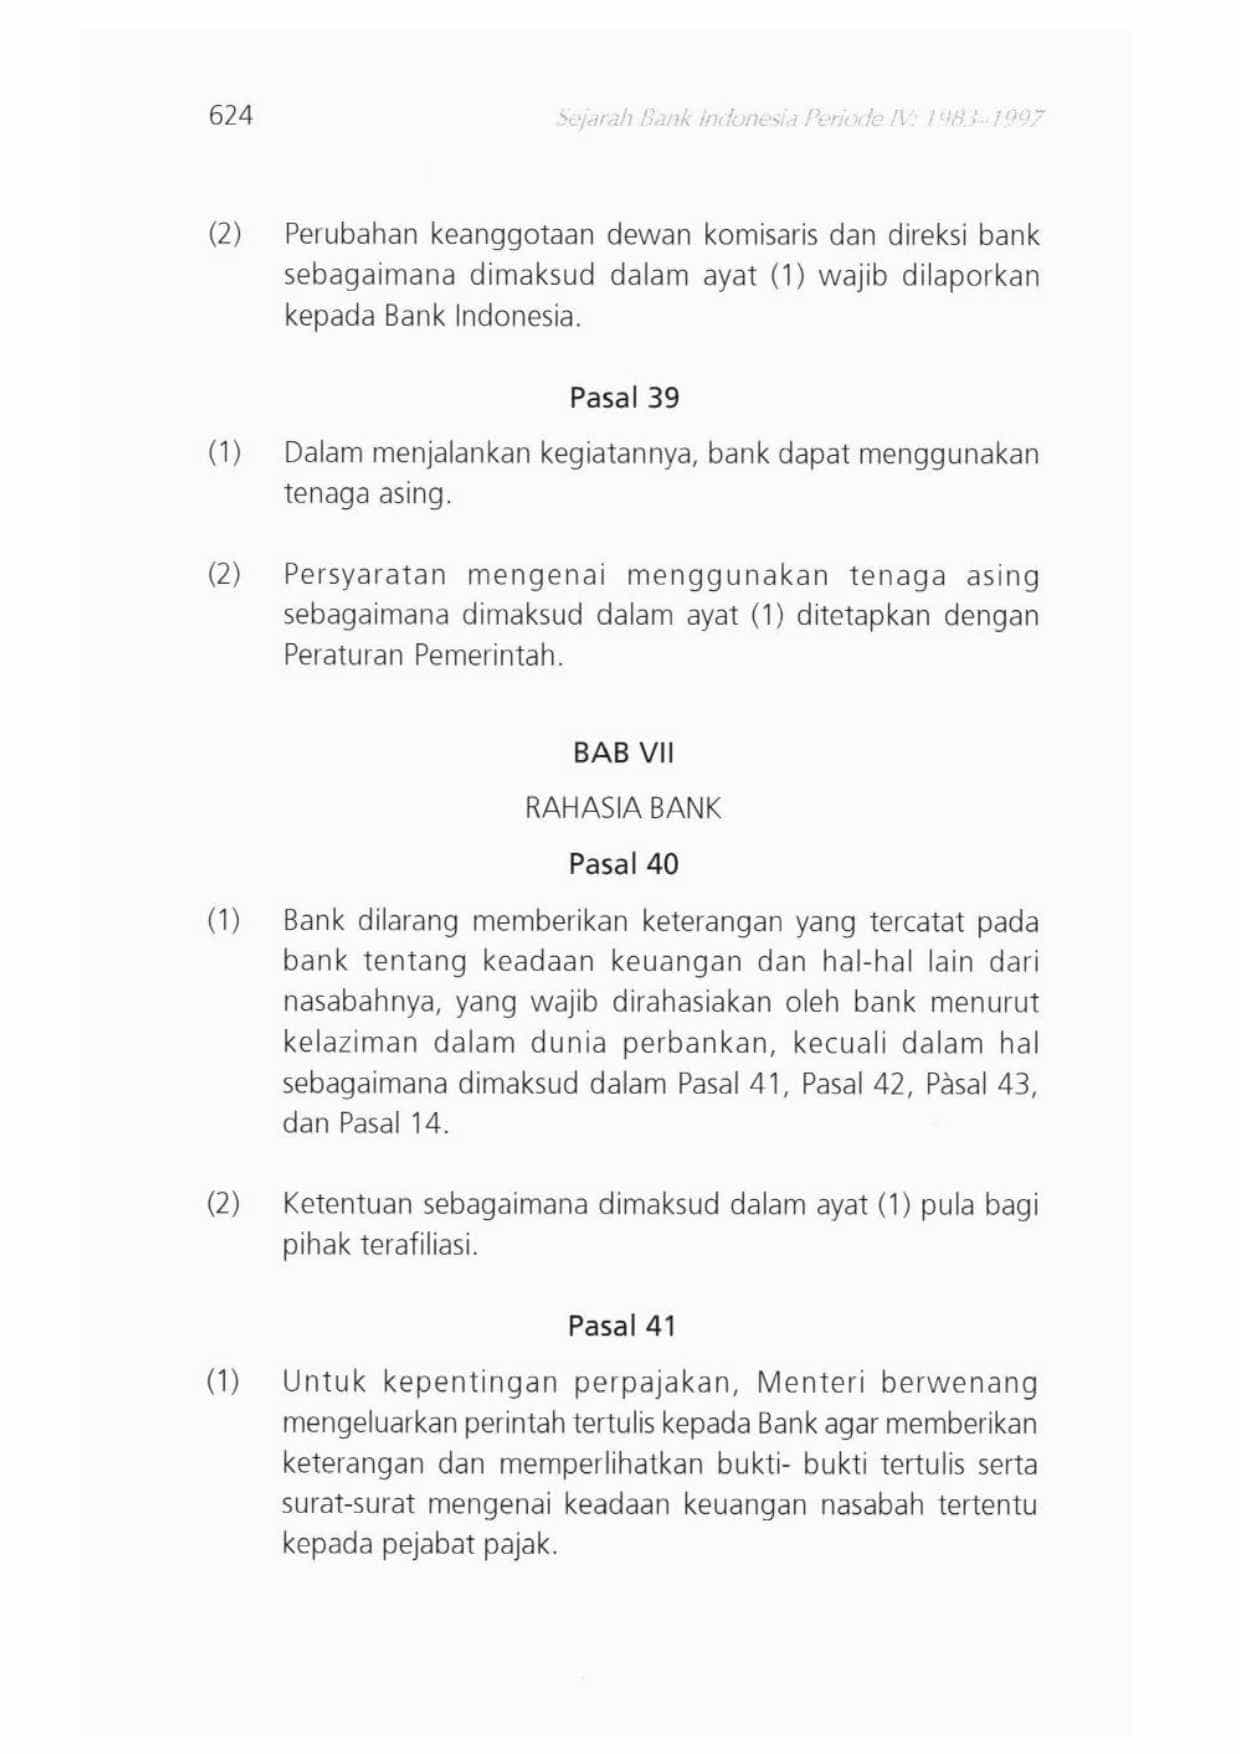 624
Sejarah Bank Indonesia Periode IV: 1983–1997
(2) Perubahan keanggotaan dewan komisaris dan direksi bank
sebagaimana dimaksud dalam ayat (1) wajib dilaporkan
kepada Bank Indonesia.
Pasal 39
(1) Dalam menjalankan kegiatannya, bank dapat menggunakan
tenaga asing.
(2) Persyaratan mengenai menggunakan tenaga asing
sebagaimana dimaksud dalam ayat (1) ditetapkan dengan
Peraturan Pemerintah.
BAB VII
RAHASIA BANK
Pasal 40
(1) Bank dilarang memberikan keterangan yang tercatat pada
bank tentang keadaan keuangan dan hal-hal lain dari
nasabahnya, yang wajib dirahasiakan oleh bank menurut
kelaziman dalam dunia perbankan, kecuali dalam hal
sebagaimana dimaksud dalam Pasal 41, Pasal 42, Pàsal 43,
dan Pasal 14.
(2) Ketentuan sebagaimana dimaksud dalam ayat (1) pula bagi
pihak terafiliasi.
Pasal 41
(1) Untuk kepentingan perpajakan, Menteri berwenang
mengeluarkan perintah tertulis kepada Bank agar memberikan
keterangan dan memperlihatkan bukti- bukti tertulis serta
surat-surat mengenai keadaan keuangan nasabah tertentu
kepada pejabat pajak.